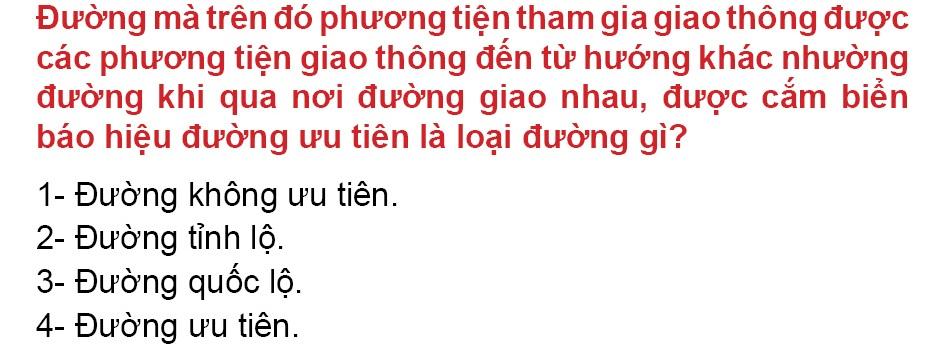 Đường mà trên đó phương tiện tham gia giao thông được
các phương tiện giao thông đến từ hướng khác nhường
đường khi qua nơi đường giao nhau, được cắm biển
báo hiệu đường ưu tiên là loại đường gì?
1- Đường không ưu tiên.
2- Đường tỉnh lộ.
3- Đường quốc lộ.
4- Đường ưu tiên.